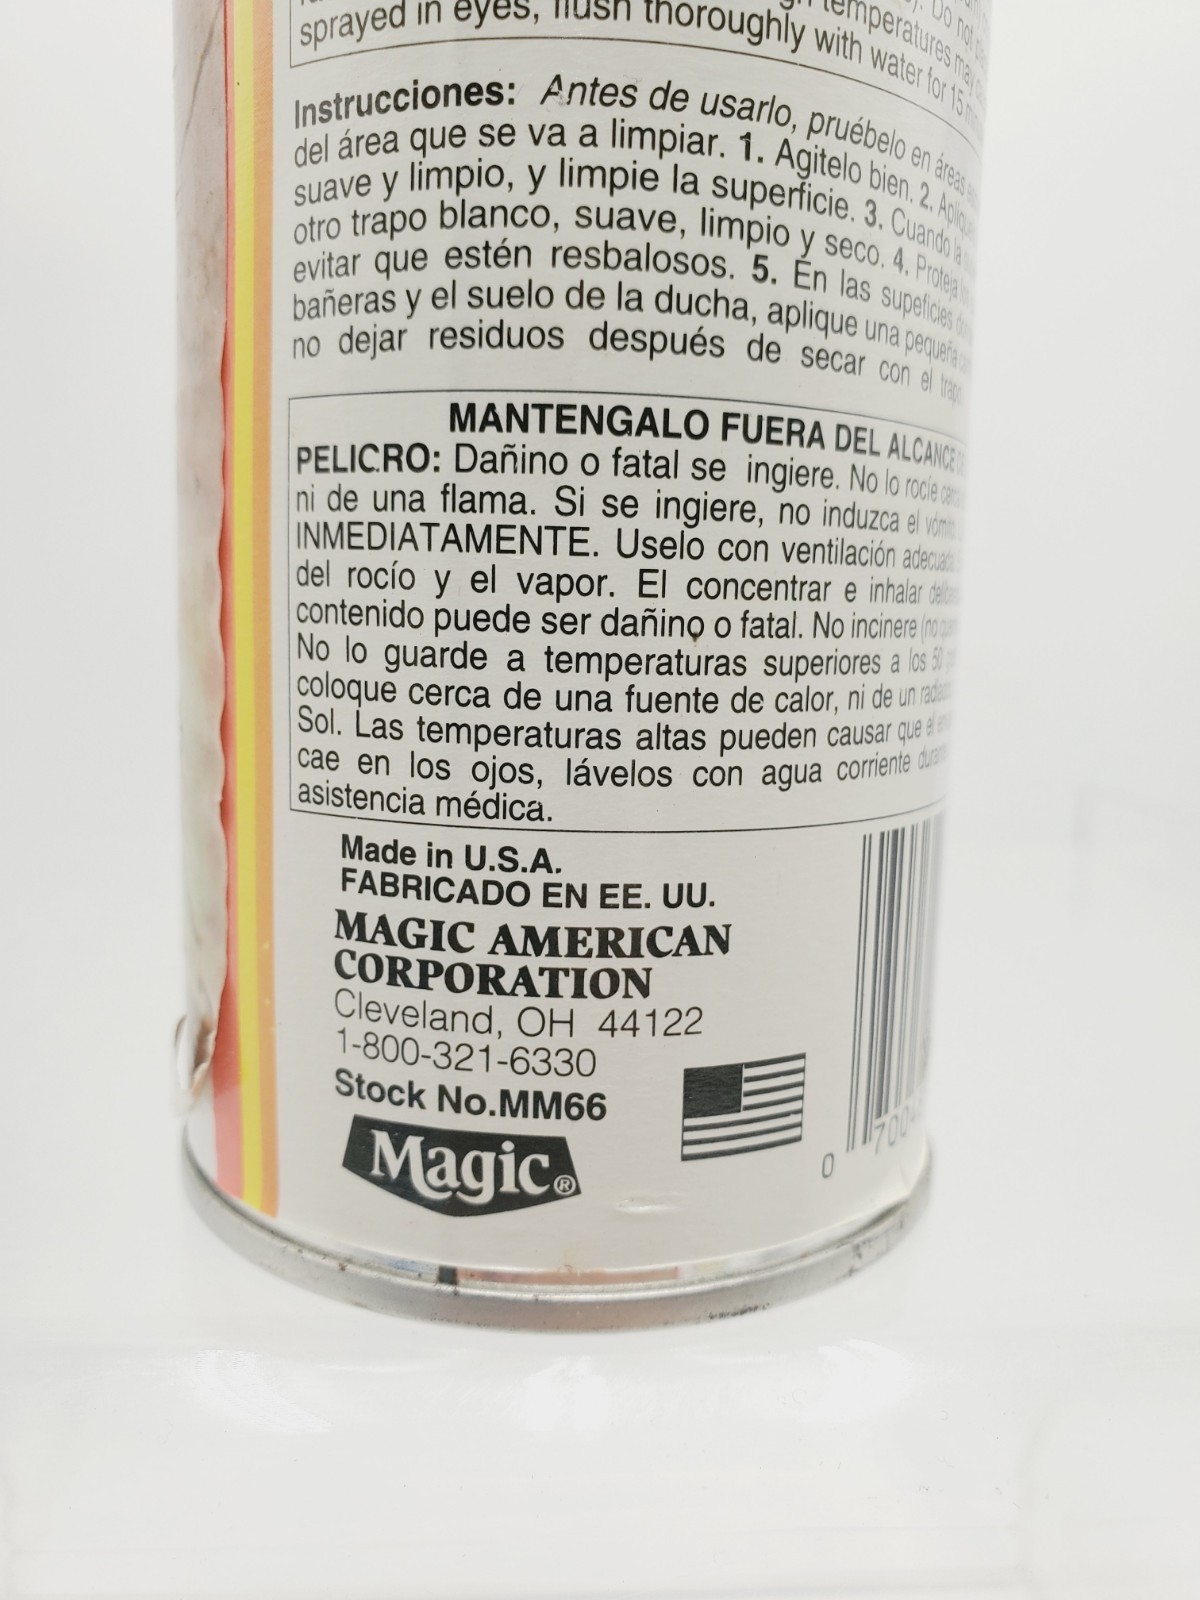 sprayed in eyes, flush thoroughly with water for 15
temperatures may
Do not
Instrucciones: Antes de usarlo, pruébelo en áreas
del área que se va a limpiar. 1. Agitelo bien. 2. Aplique
suave y limpio, y limpie la superficie. 3. Cuando la
otro trapo blanco, suave, limpio y seco. 4. Proteja
evitar que estén resbalosos. 5. En las supeficies
bañeras y el suelo de la ducha, aplique una pequeña
no dejar residuos después de secar con el trapo
MANTENGALO FUERA DEL ALCANCE
PELICRO: Dañino o fatal se ingiere. No lo rocíe cerca
ni de una flama. Si se ingiere, no induzca el vómito
INMEDIATAMENTE. Uselo con ventilación adecuada
del rocío y el vapor. El concentrar e inhalar
contenido puede ser dañino o fatal. No incinere (no
No lo guarde a temperaturas superiores a los 50
coloque cerca de una fuente de calor, ni de un
Sol. Las temperaturas altas pueden causar que el
cae en los ojos, lávelos con agua corriente
asistencia médica.
Made in U.S.A.
FABRICADO EN EE. UU.
MAGIC AMERICAN
CORPORATION
Cleveland, OH 44122
1-800-321-6330
Stock No.MM66
Magic®
0 700